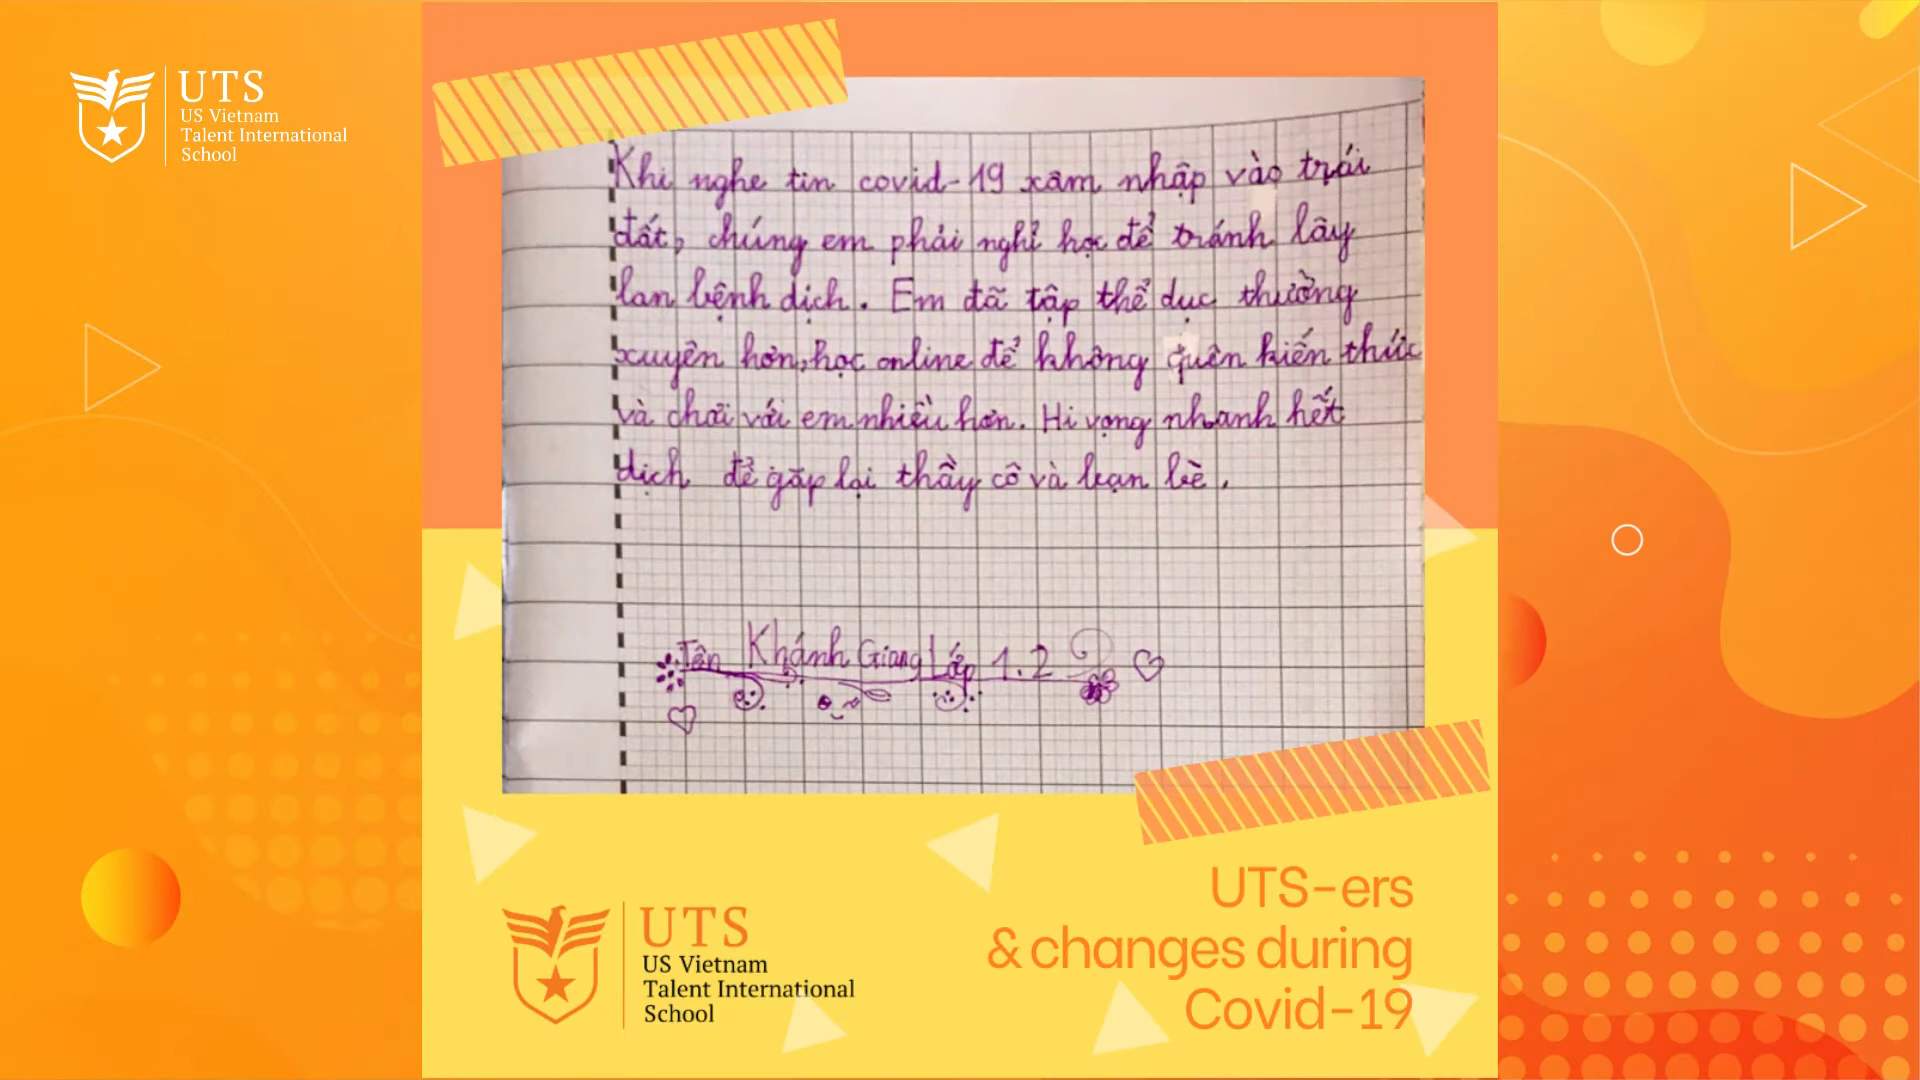 UTS
US Vietnam
Talent International
School
Khi nghe tin covid-19 xâm nhập vào trái
đất, chúng em phải nghỉ học để tránh lây
lan bệnh dịch. Em đã tập thể dục thường
xuyên hơn, học online để không quên kiến thức
và chơi với em nhiều hơn. Hi vọng nhanh hết
dịch để gặp lại thầy cô và bạn bè.
Tên Khánh Giang Lớp 1.2
UTS
US Vietnam
Talent International
School
UTS-ers
& changes during
Covid-19